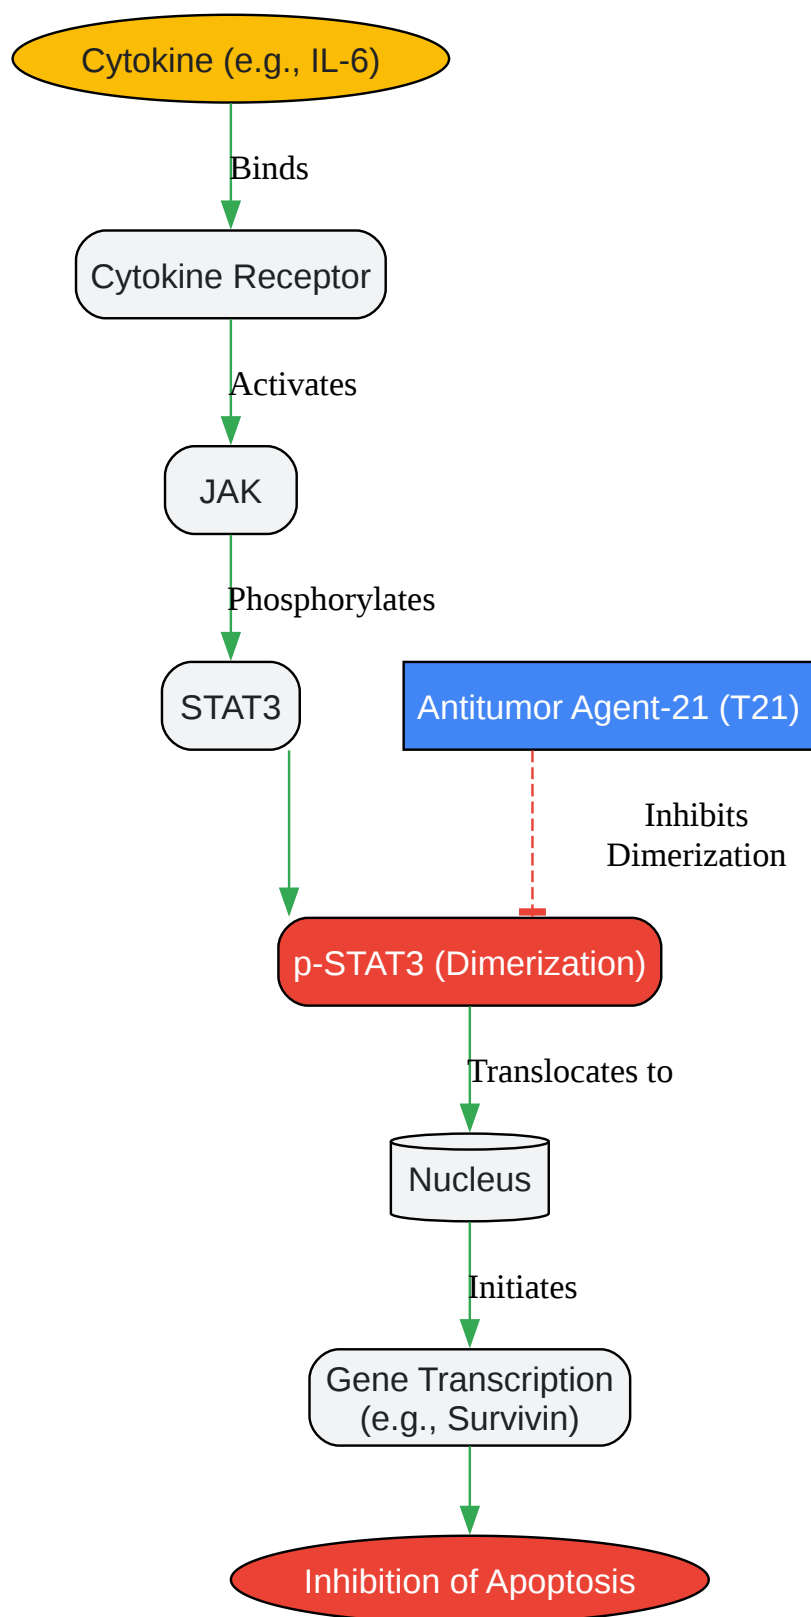 Cytokine (e.g., IL-6)
Binds
Cytokine Receptor
Activates
JAK
Phosphorylates
STAT3
Antitumor Agent-21 (T21)
Inhibits
Dimerization
p-STAT3 (Dimerization)
Translocates to
Nucleus
Initiates
Gene Transcription
(e.g., Survivin)
Inhibition of Apoptosis